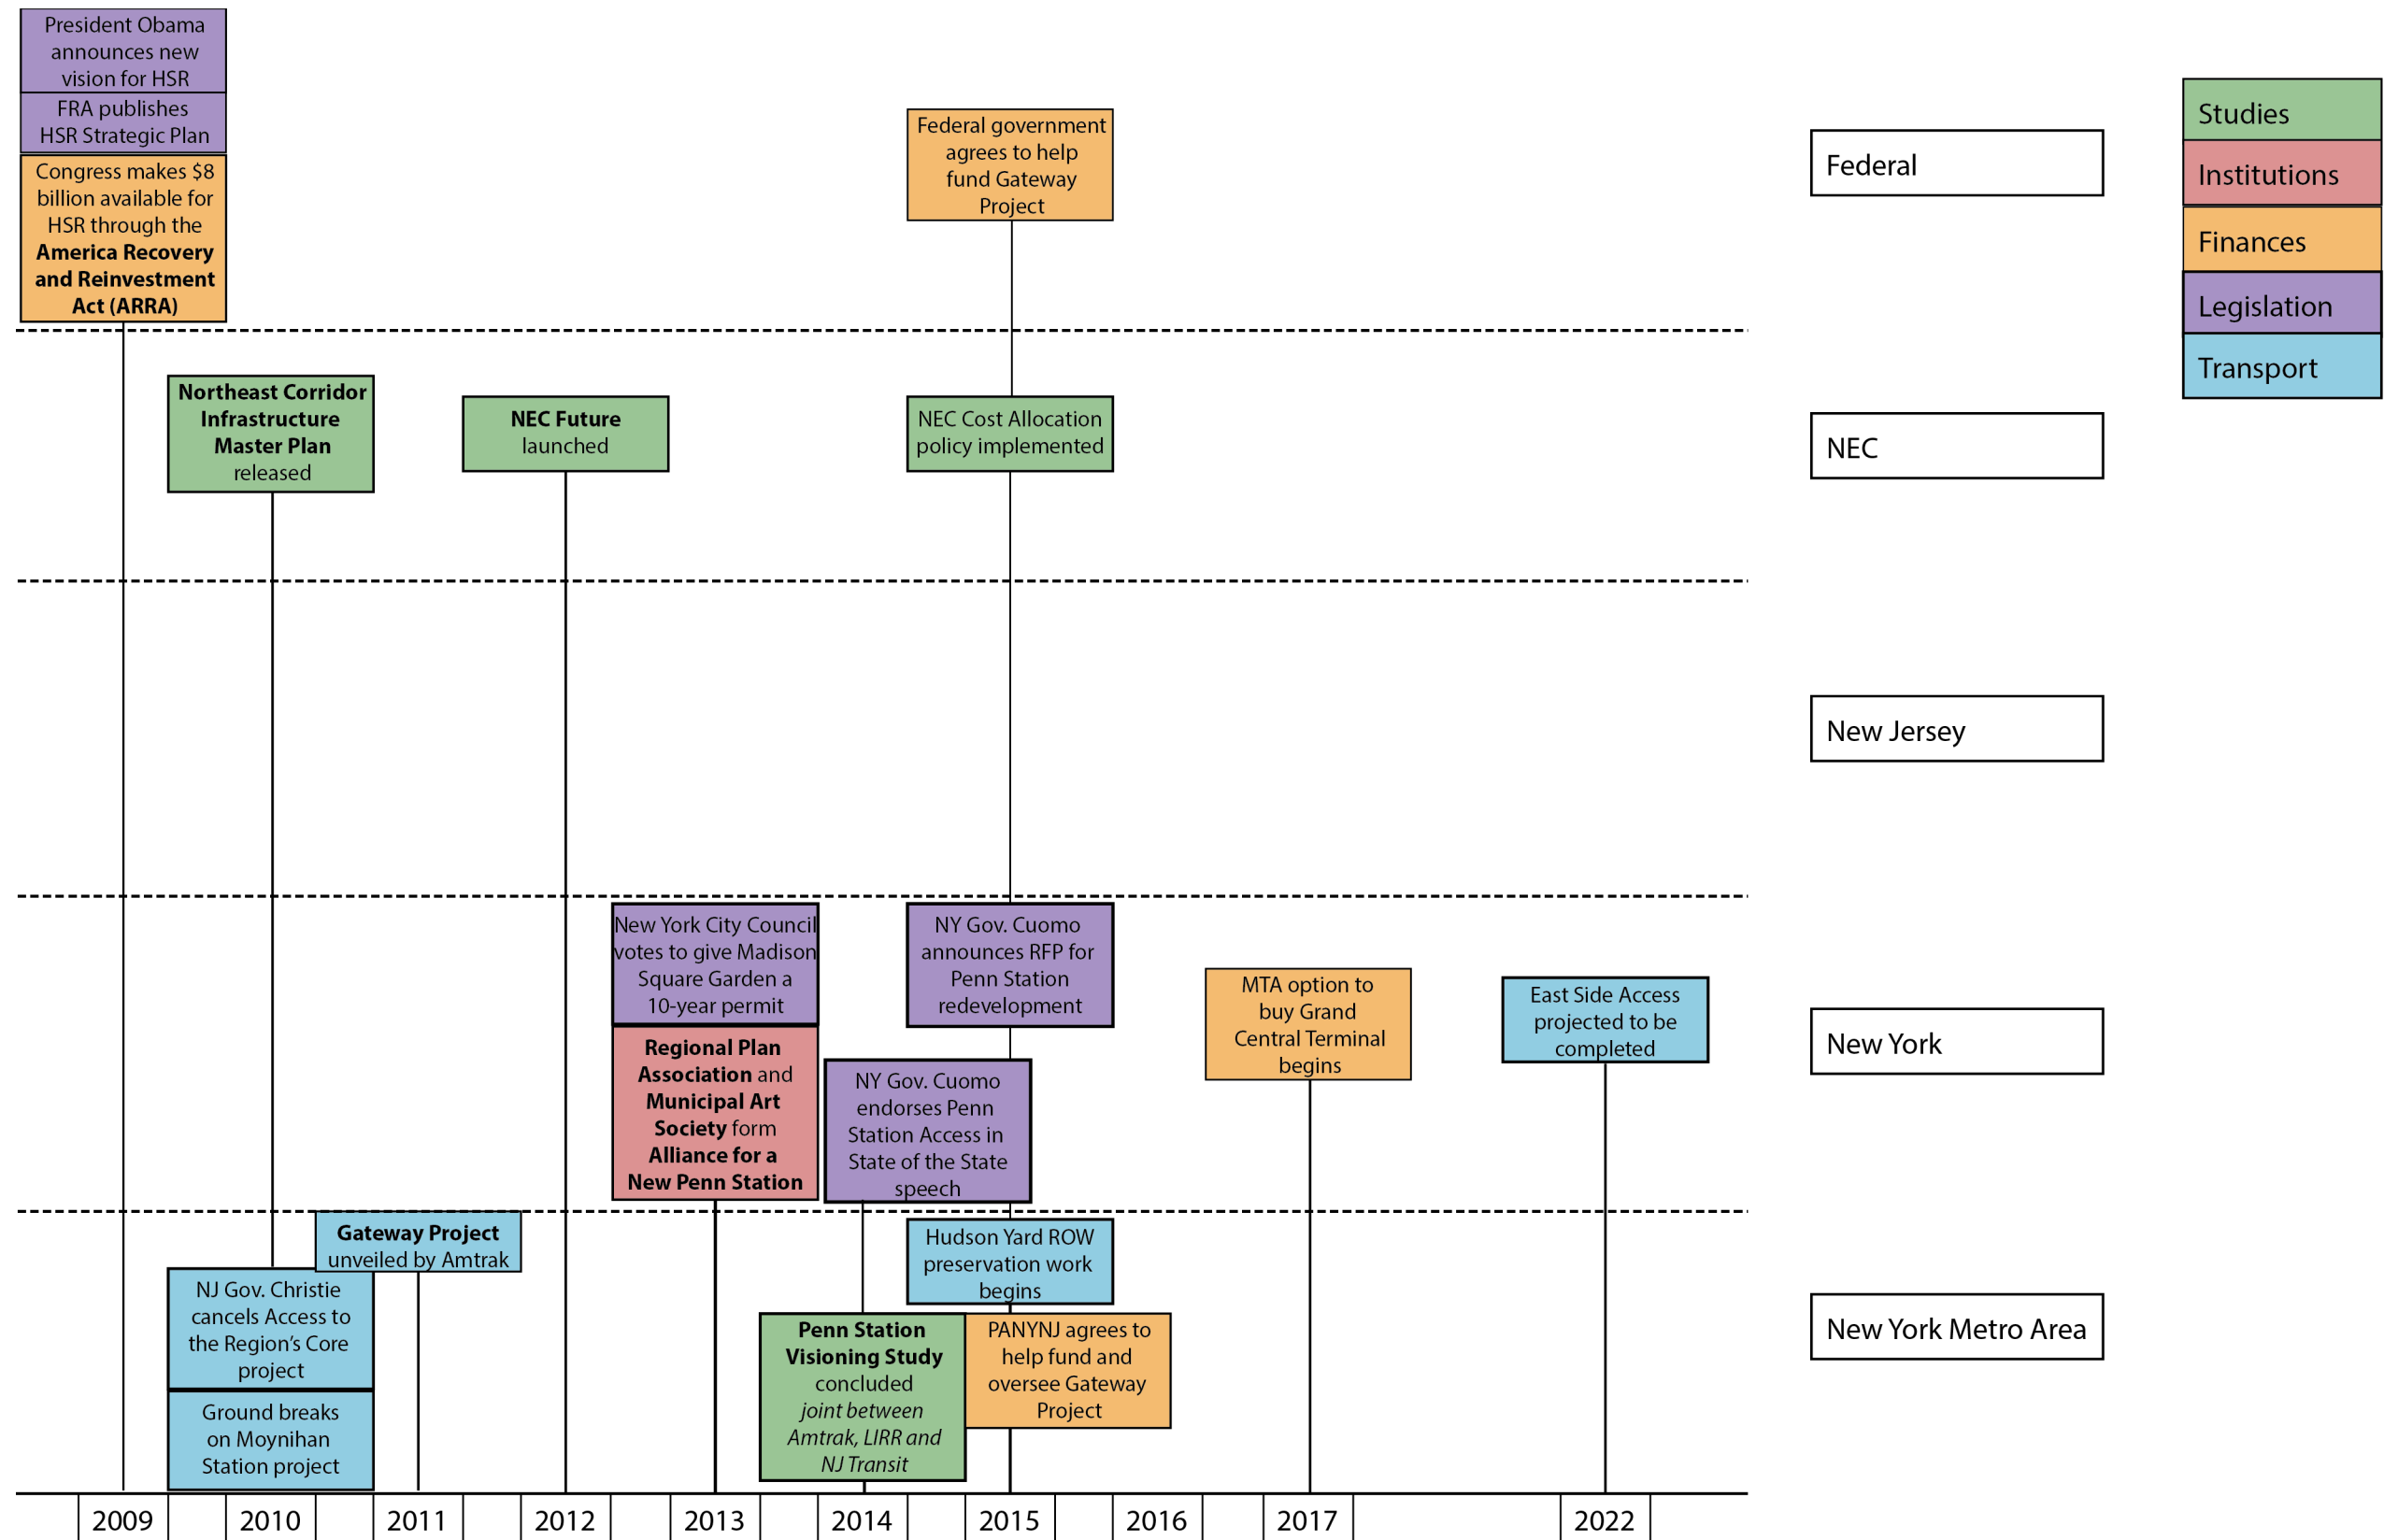 President Obama
announces new
vision for HSR
FRA publishes
HSR Strategic Plan
Congress makes $8
billion available for
HSR through the
America Recovery
and Reinvestment
Act (ARRA)
Federal government
agrees to help
fund Gateway
Project
Federal
Studies
Institutions
Finances
Legislation
Transport
Northeast Corridor
Infrastructure
Master Plan
released
NEC Future
launched
NEC Cost Allocation
policy implemented
NEC
New Jersey
New York City Council
votes to give Madison
Square Garden a
10-year permit
Regional Plan
Association and
Municipal Art
Society form
Alliance for a
New Penn Station
NY Gov. Cuomo
announces RFP for
Penn Station
redevelopment
NY Gov. Cuomo
endorses Penn
Station Access in
State of the State
speech
MTA option to
buy Grand
Central Terminal
begins
East Side Access
projected to be
completed
New York
Gateway Project
unveiled by Amtrak
NJ Gov. Christie
cancels Access to
the Region's Core
project
Ground breaks
on Moynihan
Station project
Hudson Yard ROW
preservation work
begins
Penn Station
Visioning Study
concluded
joint between
Amtrak, LIRR and
NJ Transit
PANYNJ agrees to
help fund and
oversee Gateway
Project
New York Metro Area
2009 2010 2011 2012 2013 2014 2015 2016 2017 2022